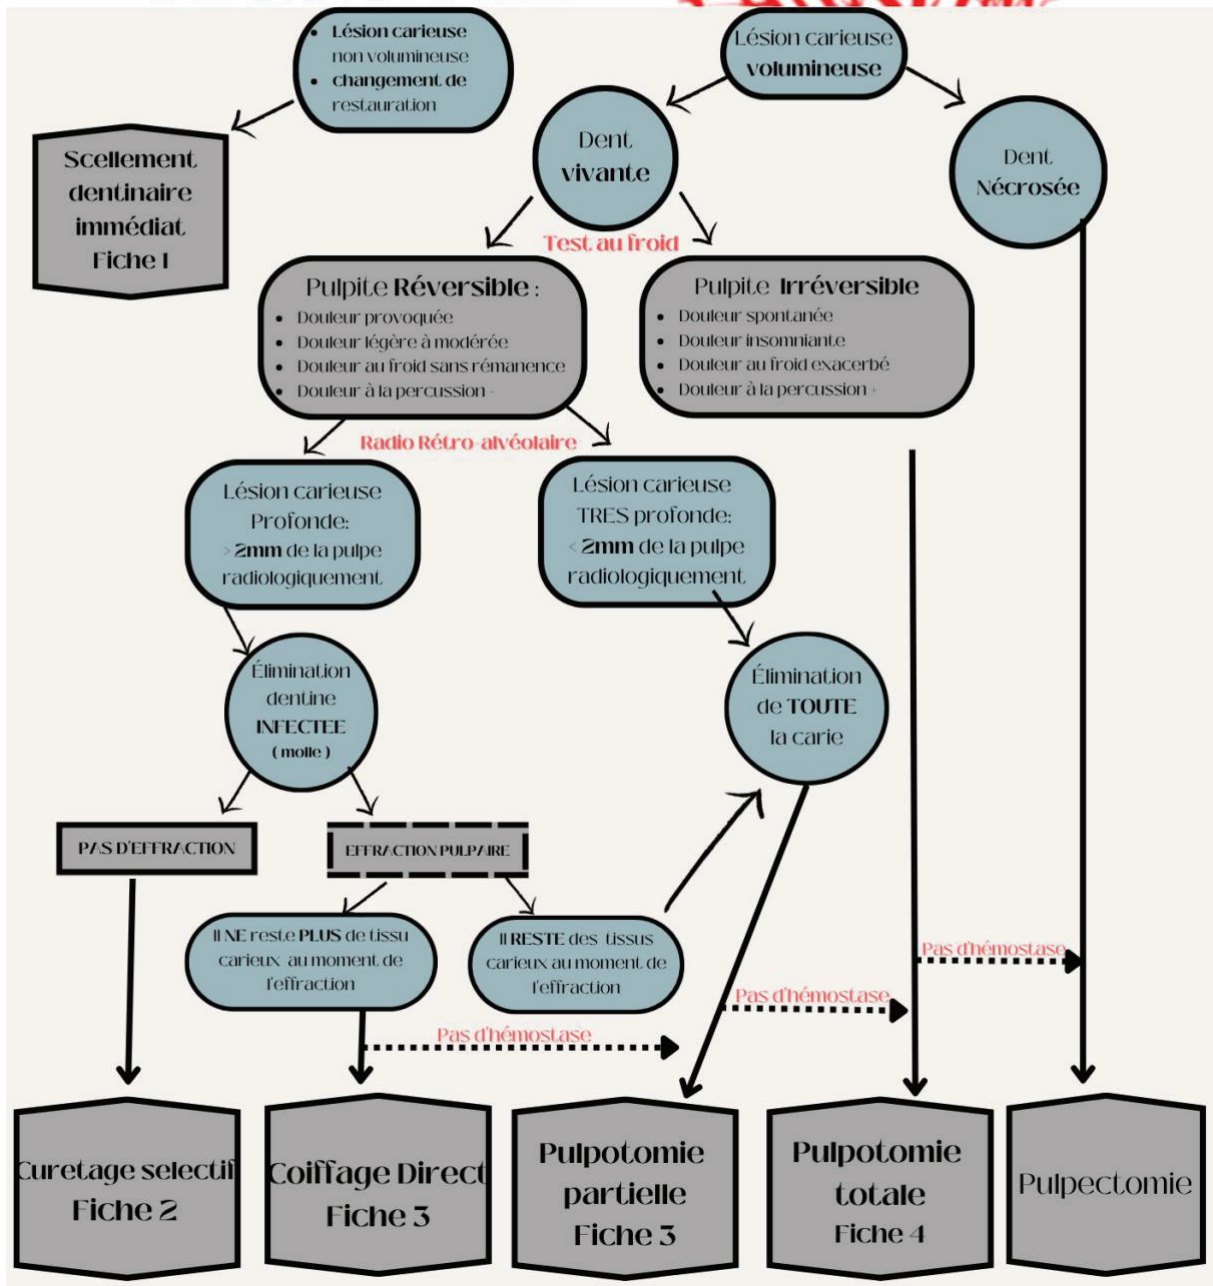 Lésion carieuse
non volumineuse
changement de
restauration
Lésion carieuse
volumineuse
Scellement
dentinaire
immédiat
Fiche 1
Dent
vivante
Dent
Nécrosée
Test au froid
Pulpite Réversible :
Douleur provoquée
Douleur légère à modérée
Douleur au froid sans rémanence
Douleur à la percussion -
Pulpite Irréversible
Douleur spontanée
Douleur insomniante
Douleur au froid exacerbé
Douleur à la percussion +
Radio Rétro-alvéolaire
Lésion carieuse
Profonde:
> 2mm de la pulpe
radiologiquement
Lésion carieuse
TRES profonde:
< 2mm de la pulpe
radiologiquement
Élimination
dentine
INFECTEE
( molle )
Élimination
de TOUTE
la carie
PAS D'EFFRACTION
EFFRACTION PULPAIRE
Il NE reste PLUS de tissu
carieux au moment de
l'effraction
Il RESTE des tissus
carieux au moment de
l'effraction
Pas d'hémostase
Pas d'hémostase
Pas d'hémostase
Curetage selectif
Fiche 2
Coiffage Direct
Fiche 3
Pulpotomie
partielle
Fiche 3
Pulpotomie
totale
Fiche 4
Pulpectomie